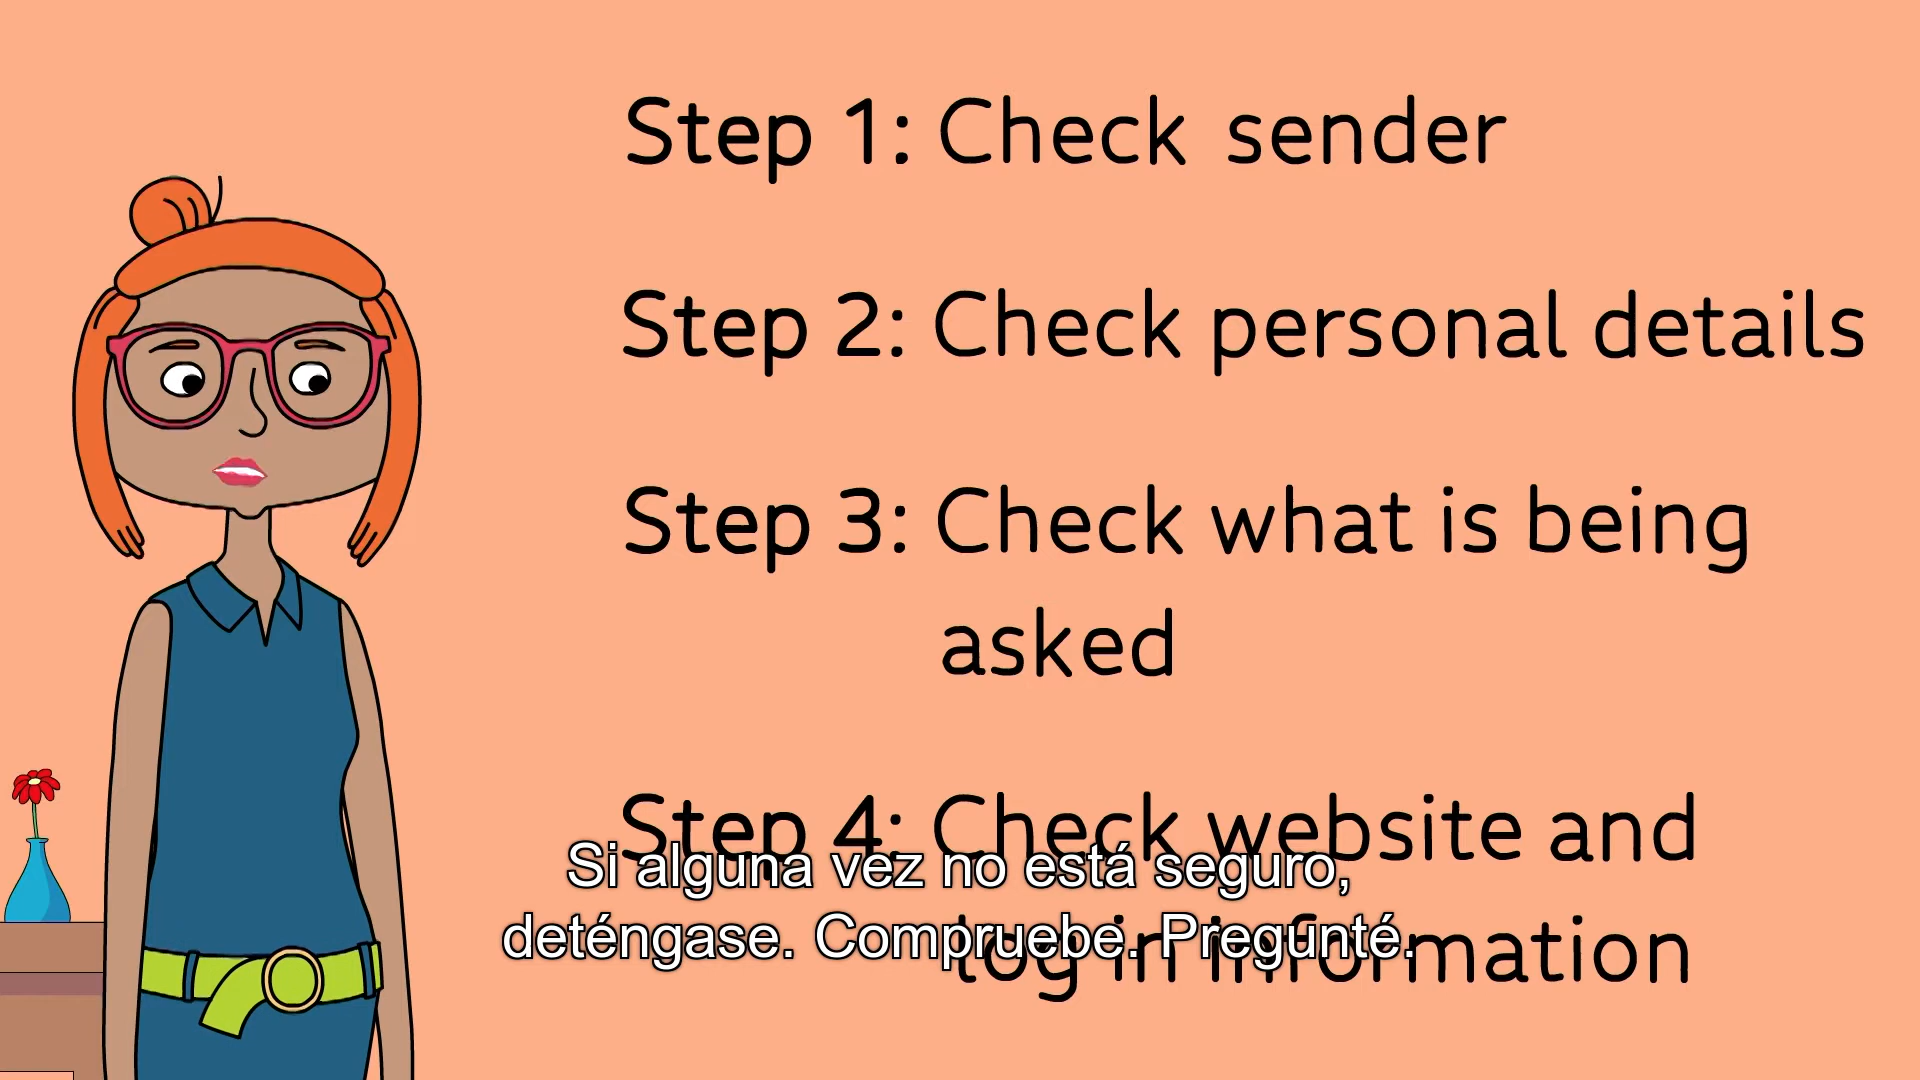 Step 1: Check sender
Step 2: Check personal details
Step 3: Check what is being
asked
Step 4: Check website and
log in information
Si alguna vez no está seguro,
deténgase. Compruebe. Pregunté.